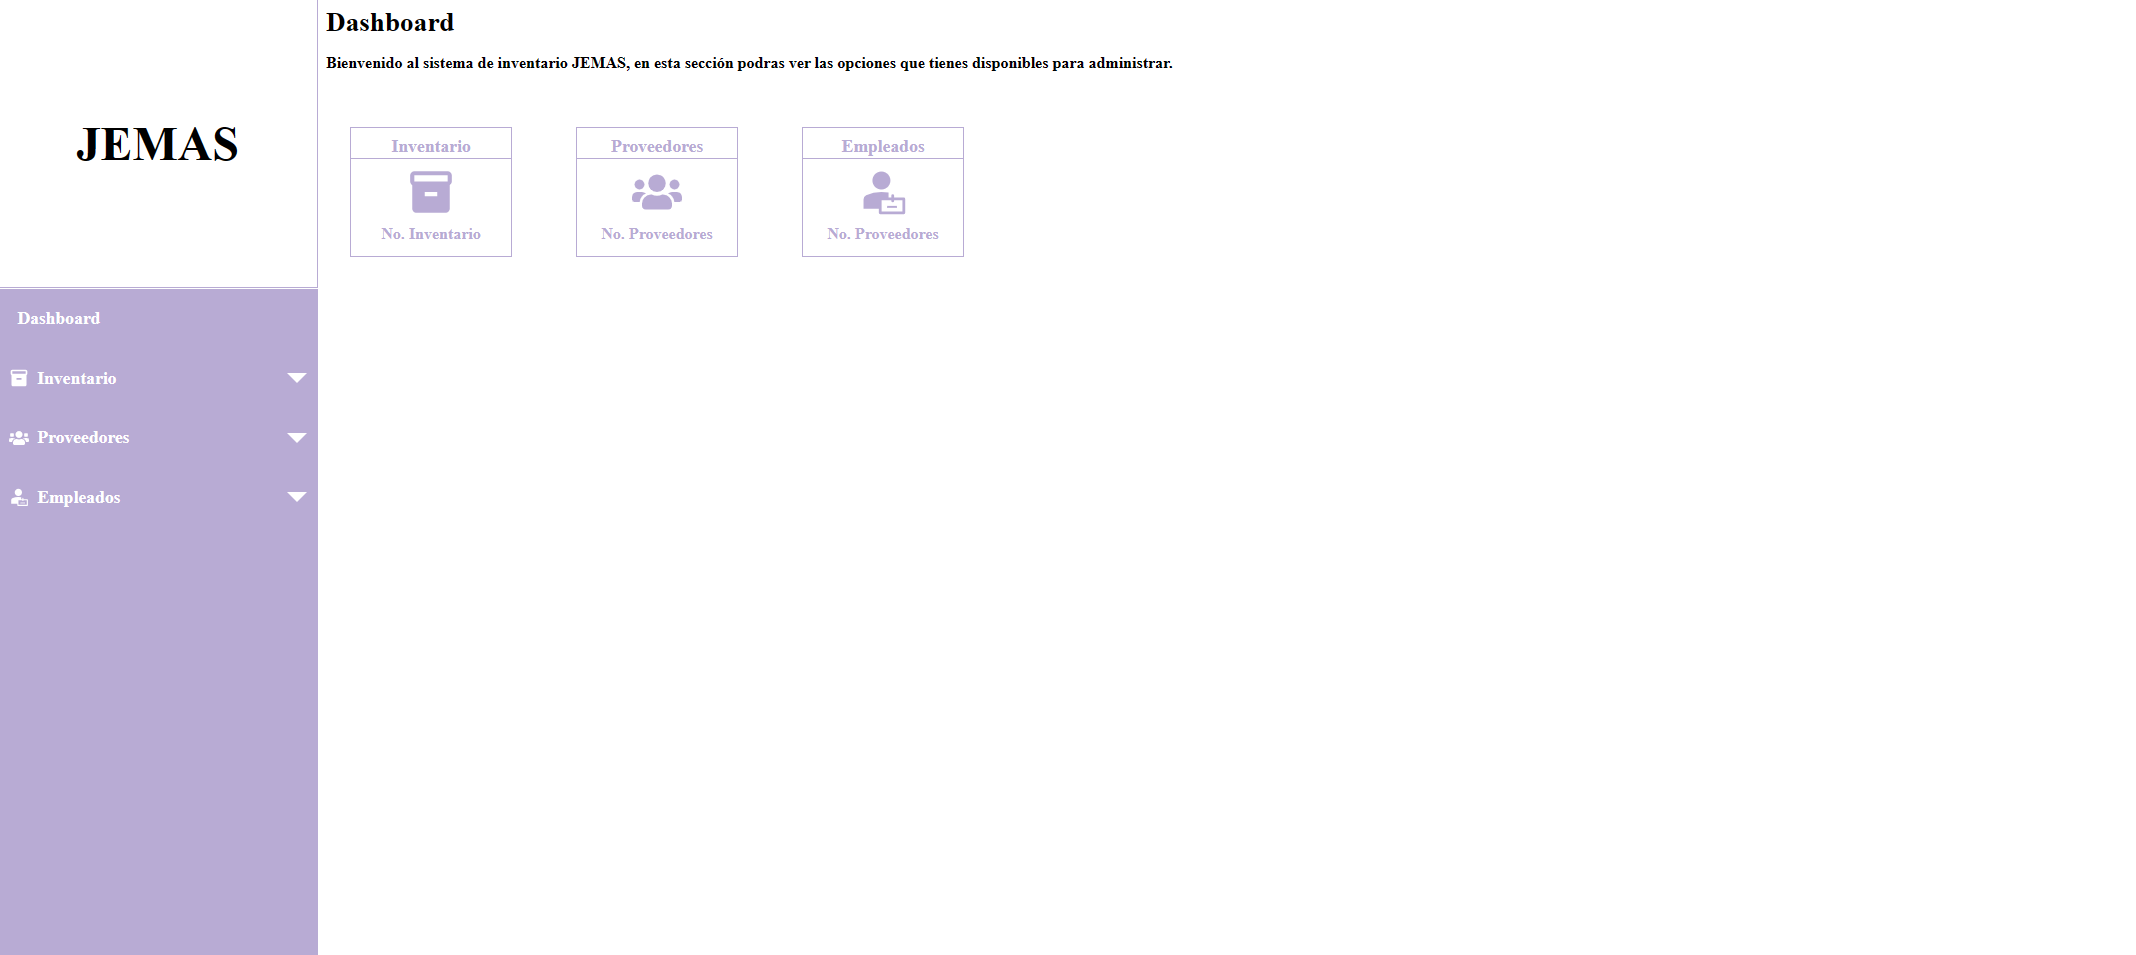 JEMAS
Dashboard
Inventario
Proveedores
Empleados
Dashboard
Bienvenido al sistema de inventario JEMAS, en esta sección podras ver las opciones que tienes disponibles para administrar.
Inventario
No. Inventario
Proveedores
No. Proveedores
Empleados
No. Proveedores